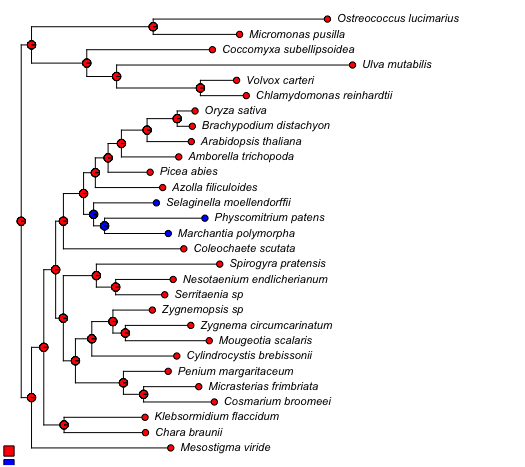 Ostreococcus lucimarius
Micromonas pusilla
Coccomyxa subellipsoidea
Ulva mutabilis
Volvox carteri
Chlamydomonas reinhardtii
Oryza sativa
Brachypodium distachyon
Arabidopsis thaliana
Amborella trichopoda
Picea abies
Azolla filiculoides
Selaginella moellendorffii
Physcomitrium patens
Marchantia polymorpha
Coleochaete scutata
Spirogyra pratensis
Nesotaenium endlicherianum
Serritaenia sp
Zygnemopsis sp
Zygnema circumcarinatum
Mougeotia scalaris
Cylindrocystis brebissonii
Penium margaritaceum
Micrasterias frimbriata
Cosmarium broomeei
Klebsormidium flaccidum
Chara braunii
Mesostigma viride